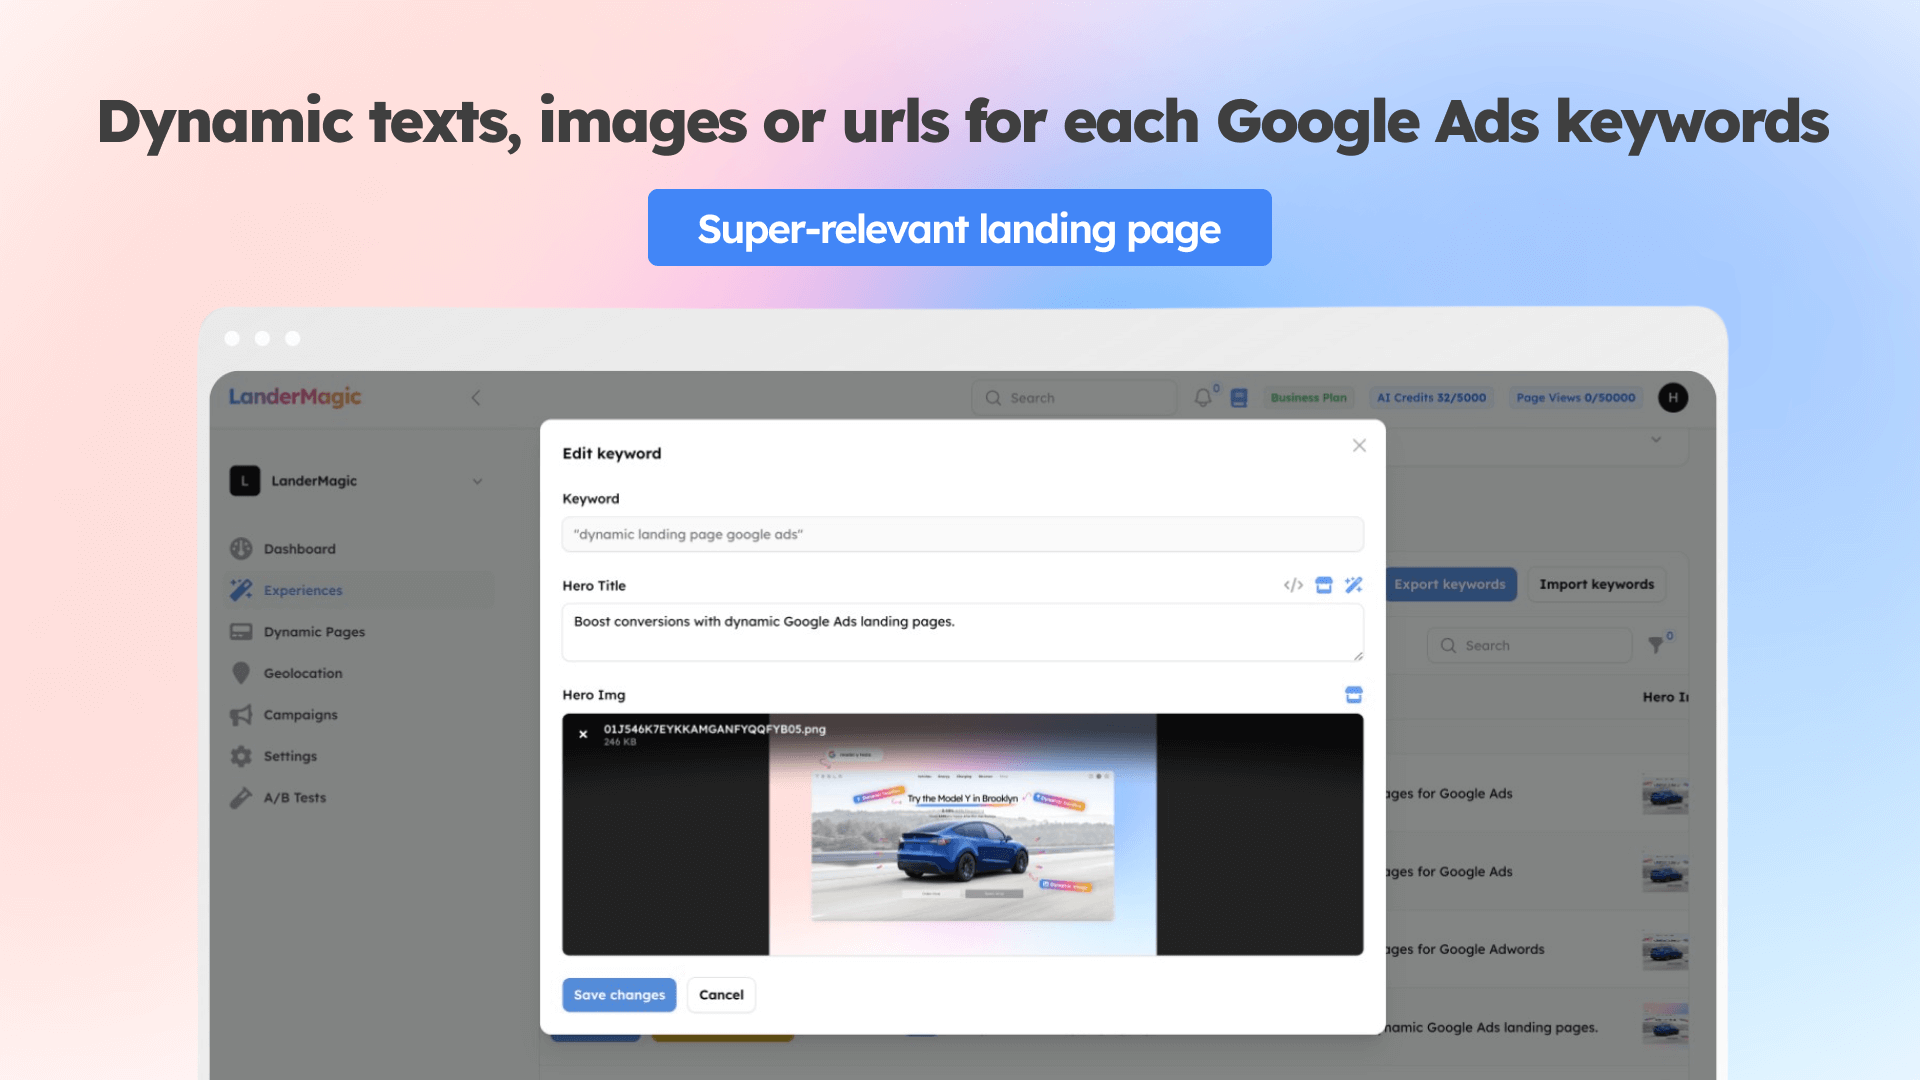 Dynamic texts, images or urls for each Google Ads keywords
Super-relevant landing page
LanderMagic
Search
0
Business Plan
AI Credits 32/5000
Page Views 0/50000
H
L
LanderMagic
Dashboard
Experiences
Dynamic Pages
Geolocation
Campaigns
Settings
A/B Tests
Edit keyword
Keyword
"dynamic landing page google ads"
Hero Title
Boost conversions with dynamic Google Ads landing pages.
Hero Img
01J546K7EYKKAMGANFYQQFYB05.png
246 KB
Try the Model Y in Brooklyn
Save changes
Cancel
Export keywords
Import keywords
Search
0
Hero I
ages for Google Ads
ages for Google Ads
ages for Google Adwords
namic Google Ads landing pages.